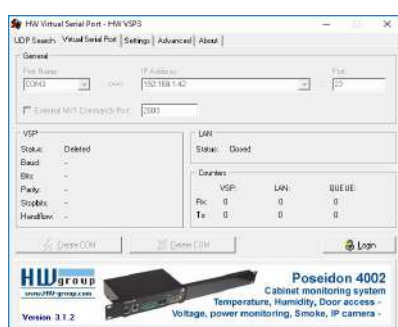 HW Virtual Serial Port - HW VSP3
UDP Search Virtual Serial Port Settings Advanced About
General
Port Name: IP Address: Port:
COM3 <--> 192.168.1.42 : 23
External NVT Commands Port: 2000
VSP LAN
Status: Deleted Status: Closed
Baud: -
Bits: - Counters
Parity: - VSP: LAN: QUEUE:
Stopbits: - Rx: 0 0 0
Handflow: - Tx: 0 0 0
Create COM Delete COM Login
HW group Poseidon 4002
www.HW-group.com Cabinet monitoring system
Temperature, Humidity, Door access -
Version 3.1.2 Voltage, power monitoring, Smoke, IP camera -